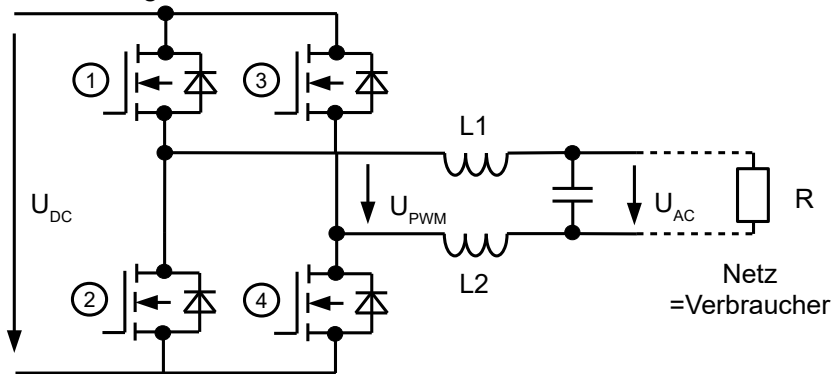 1
3
L1
U_DC
U_PWM
U_AC
R
L2
2
4
Netz
=Verbraucher